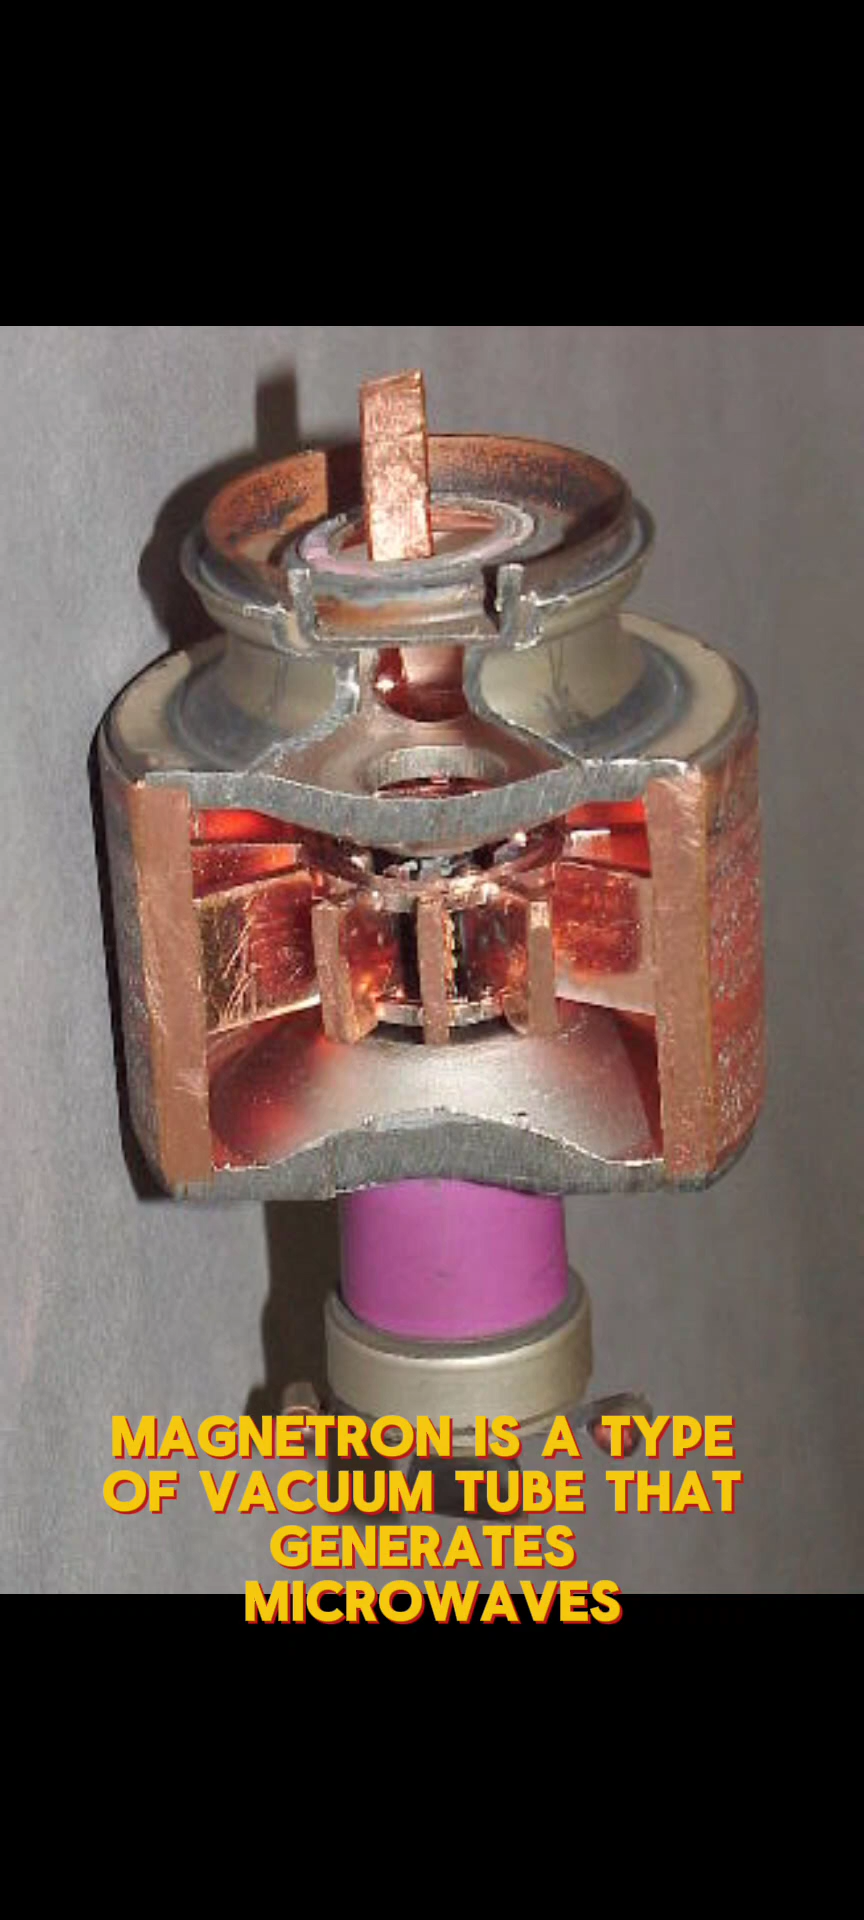 MAGNETRON IS A TYPE
OF VACUUM TUBE THAT
GENERATES
MICROWAVES